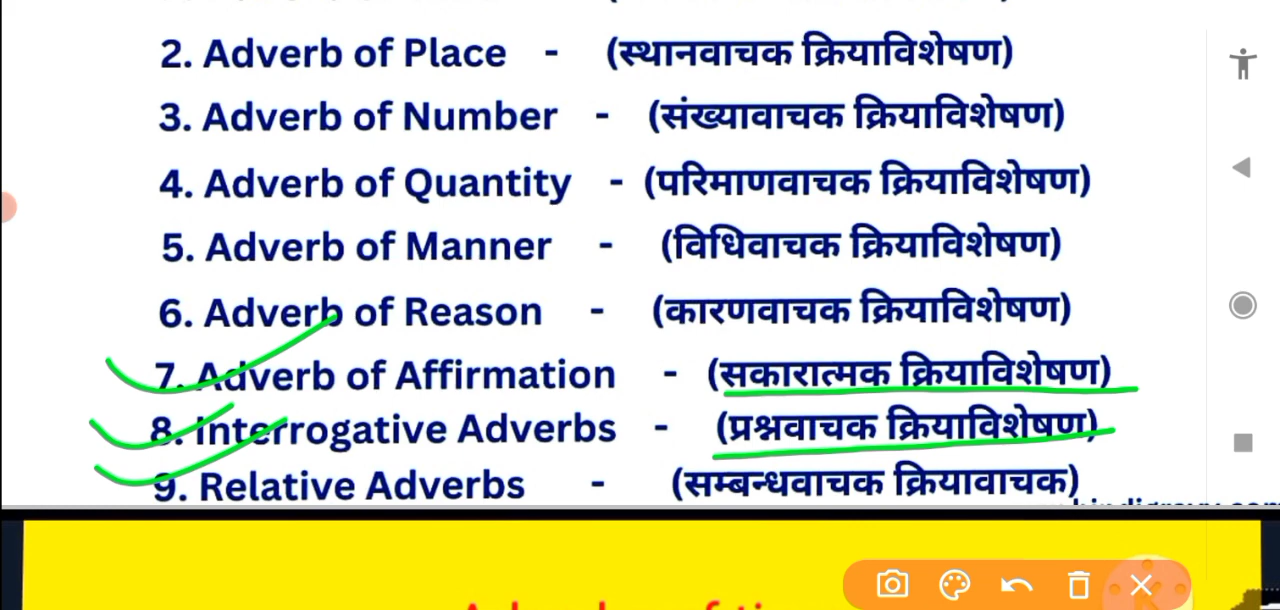 2. Adverb of Place - (स्थानवाचक क्रियाविशेषण)
3. Adverb of Number - (संख्यावाचक क्रियाविशेषण)
4. Adverb of Quantity - (परिमाणवाचक क्रियाविशेषण)
5. Adverb of Manner - (विधिवाचक क्रियाविशेषण)
6. Adverb of Reason - (कारणवाचक क्रियाविशेषण)
7. Adverb of Affirmation - (सकारात्मक क्रियाविशेषण)
8. Interrogative Adverbs - (प्रश्नवाचक क्रियाविशेषण)
9. Relative Adverbs - (सम्बन्धवाचक क्रियावाचक)